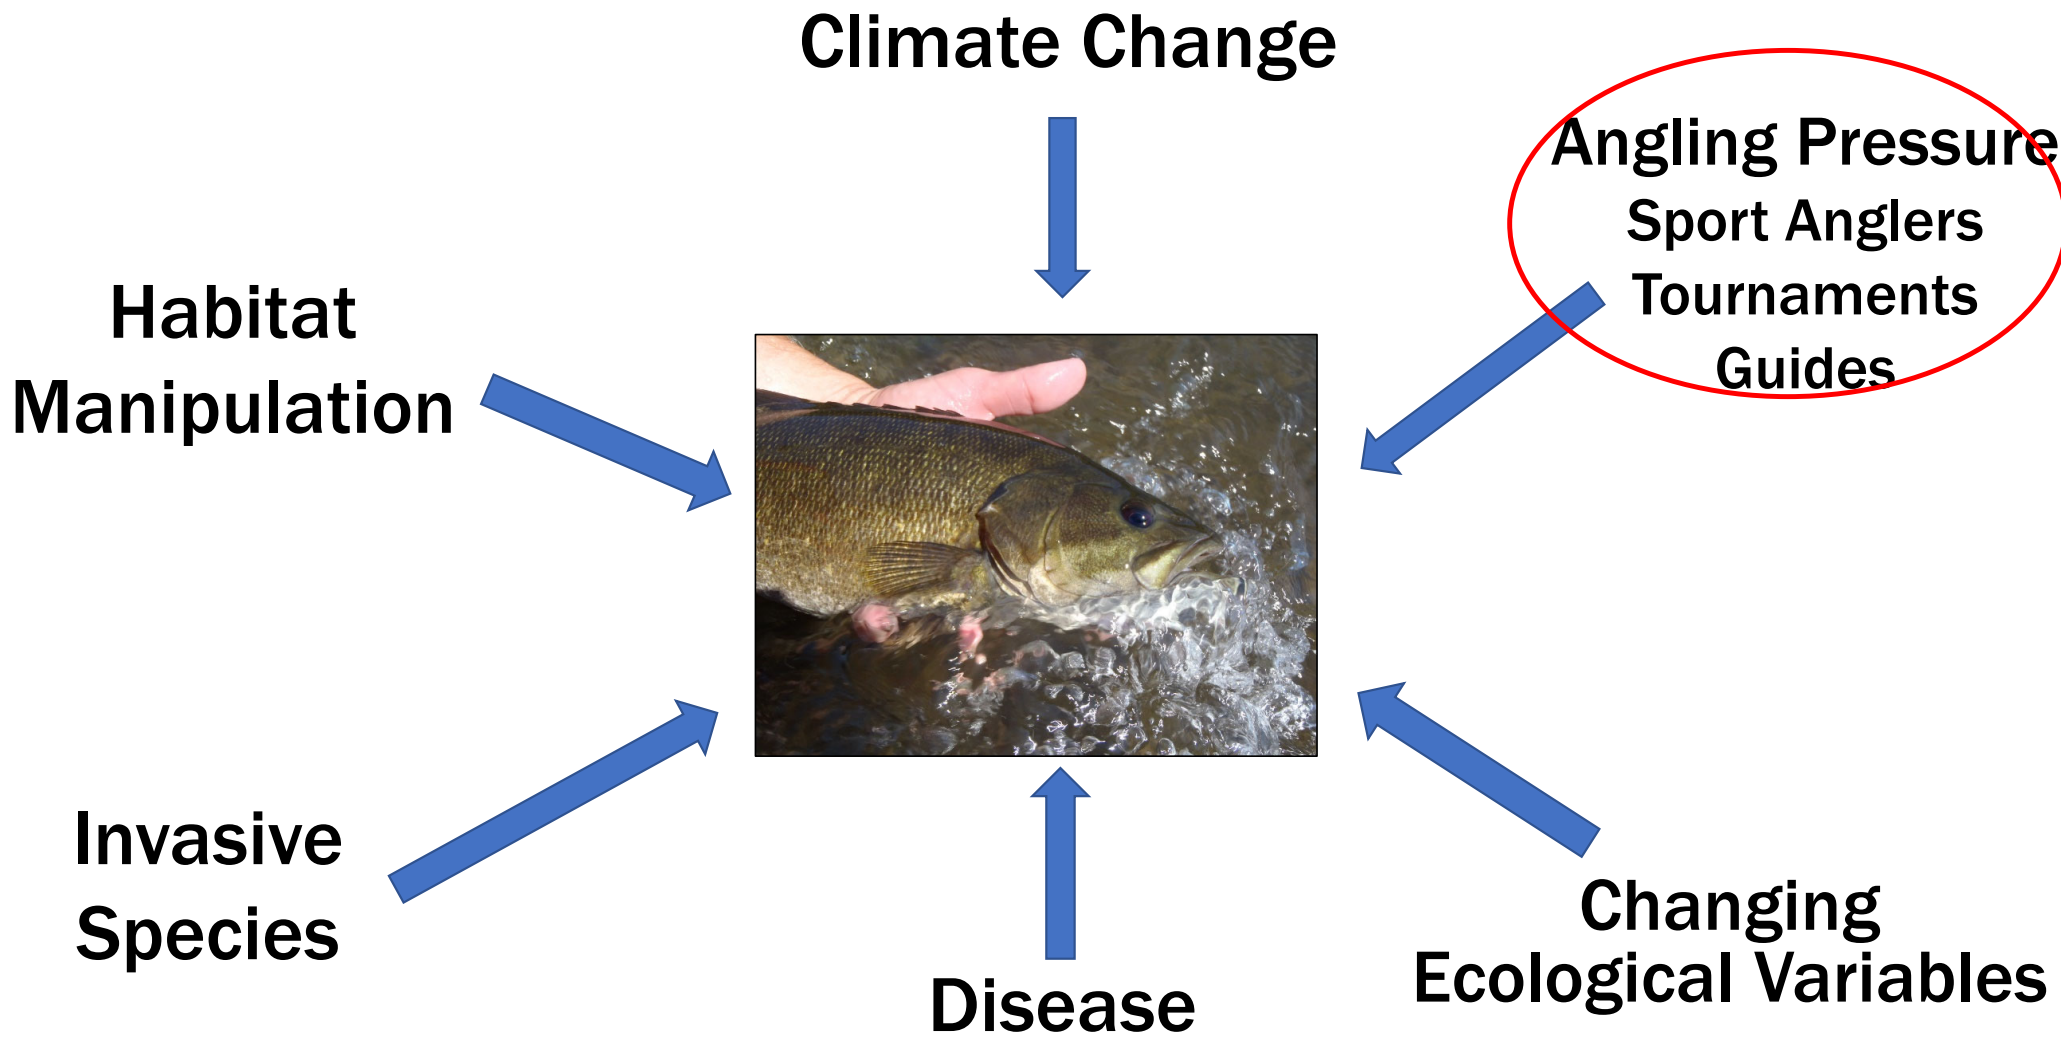 Climate Change
Angling Pressure
Sport Anglers
Tournaments
Guides
Habitat
Manipulation
Invasive
Species
Changing
Ecological Variables
Disease